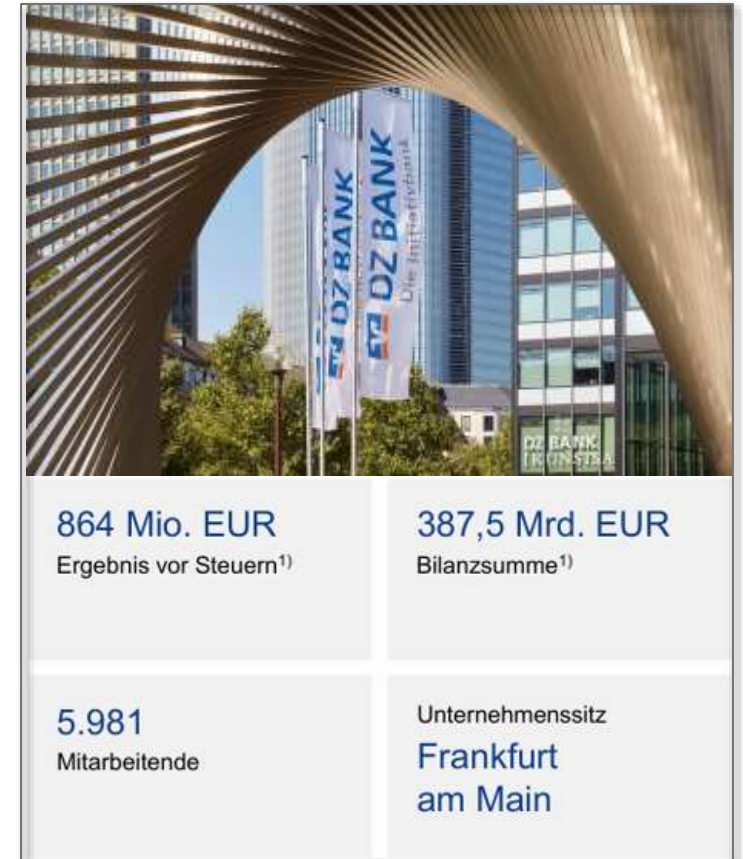 DZ BANK
Die Initiativbank
DZ BANK
DZ BANK
864 Mio. EUR
Ergebnis vor Steuern¹⁾
387,5 Mrd. EUR
Bilanzsumme¹⁾
5.981
Mitarbeitende
Unternehmenssitz
Frankfurt
am Main